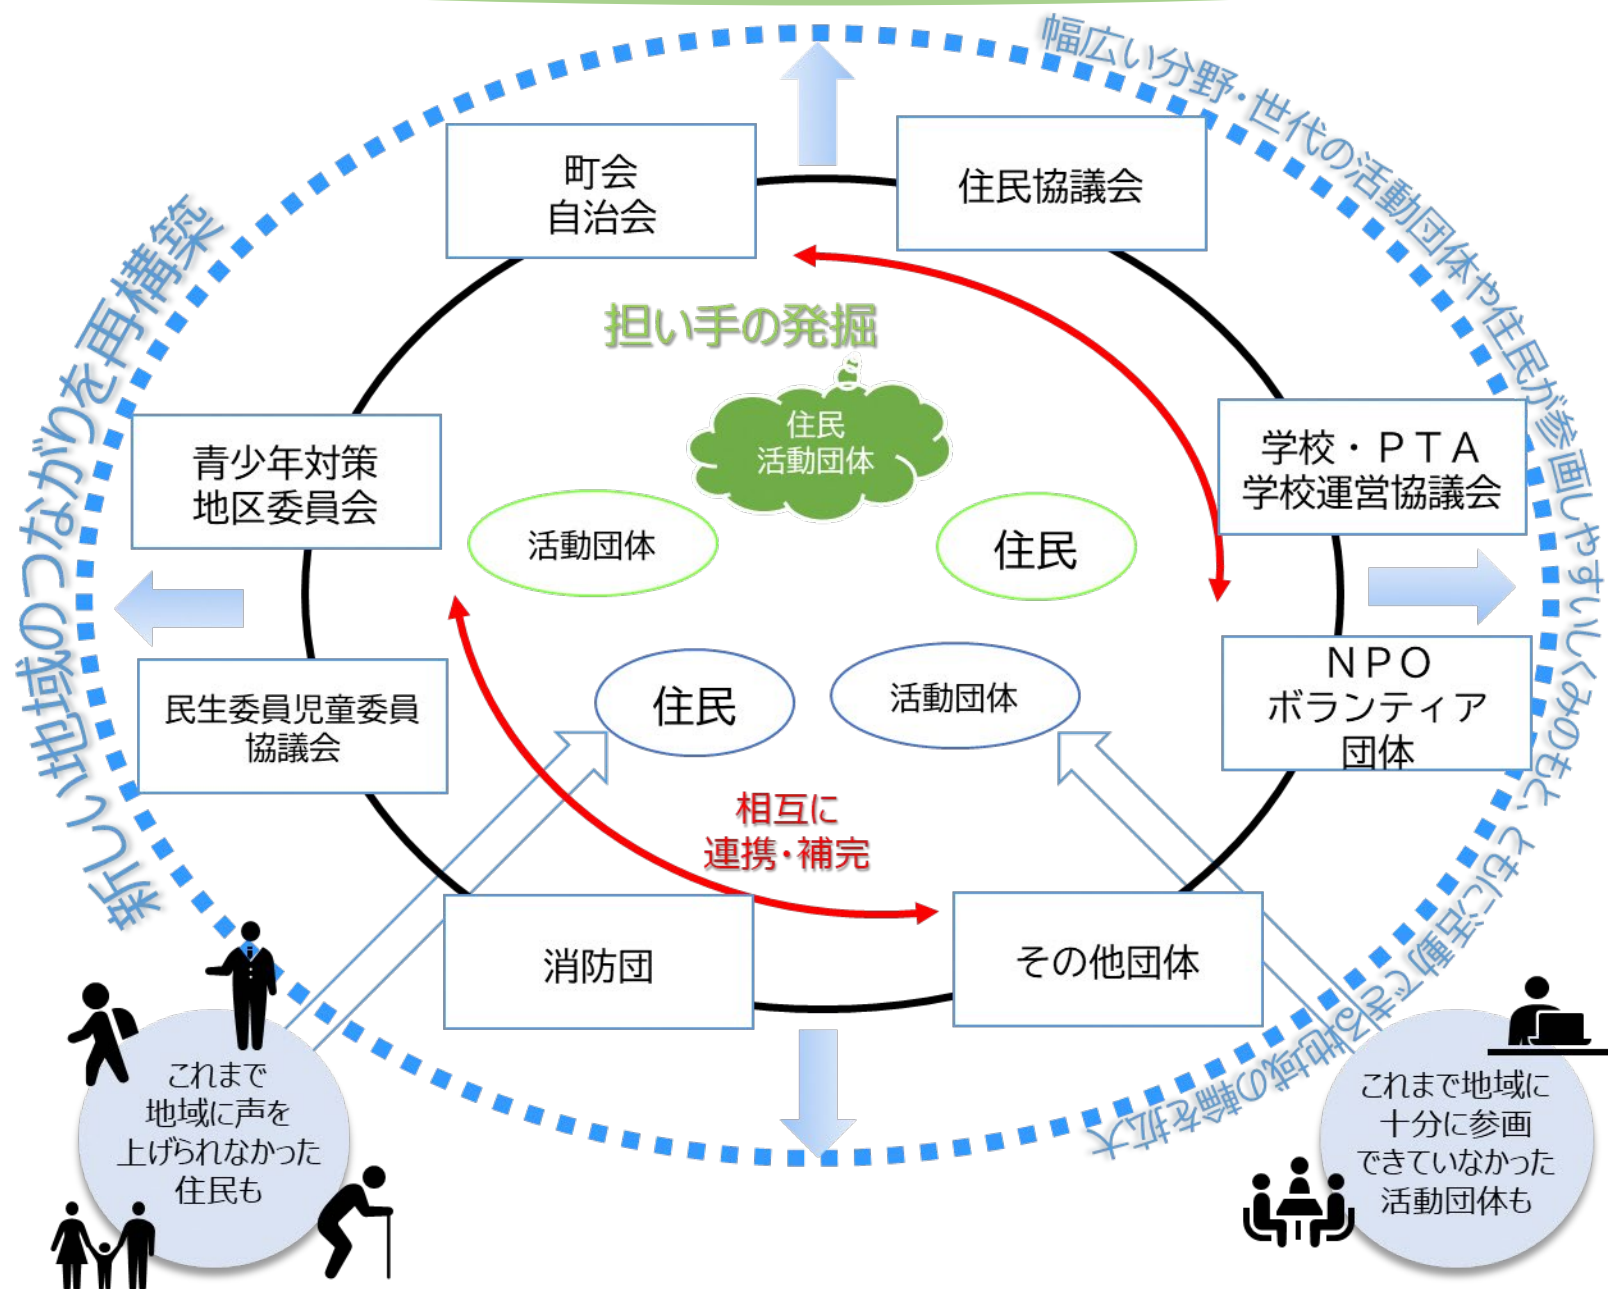 幅広い分野・世代の活動団体や住民が参画しやすいしくみのもと、ともに活動できる地域の輪を拡大
新しい地域のつながりを再構築
町会
自治会
住民協議会
担い手の発掘
住民
活動団体
青少年対策
地区委員会
学校・ＰＴＡ
学校運営協議会
活動団体
住民
民生委員児童委員
協議会
住民
活動団体
ＮＰＯ
ボランティア
団体
相互に
連携・補完
消防団
その他団体
これまで
地域に声を
上げられなかった
住民も
これまで地域に
十分に参画
できていなかった
活動団体も